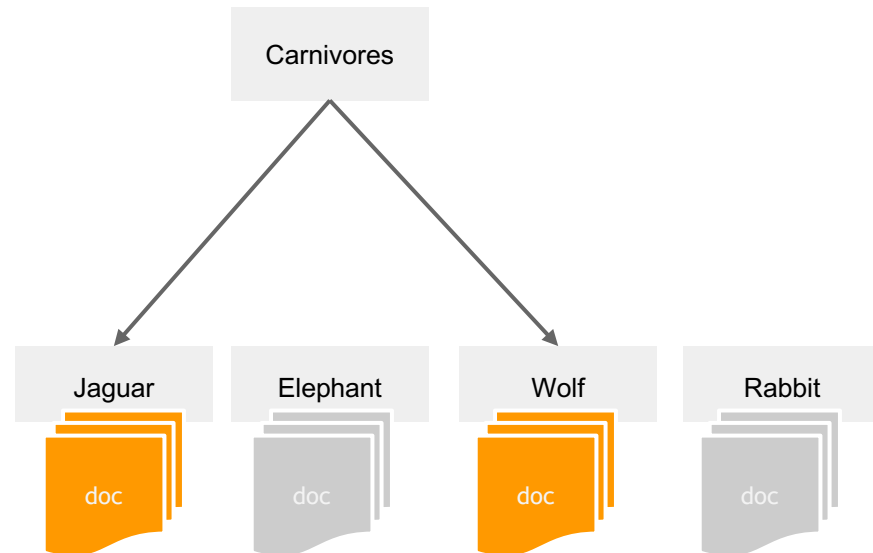 Carnivores
Jaguar
Elephant
Wolf
Rabbit
doc
doc
doc
doc